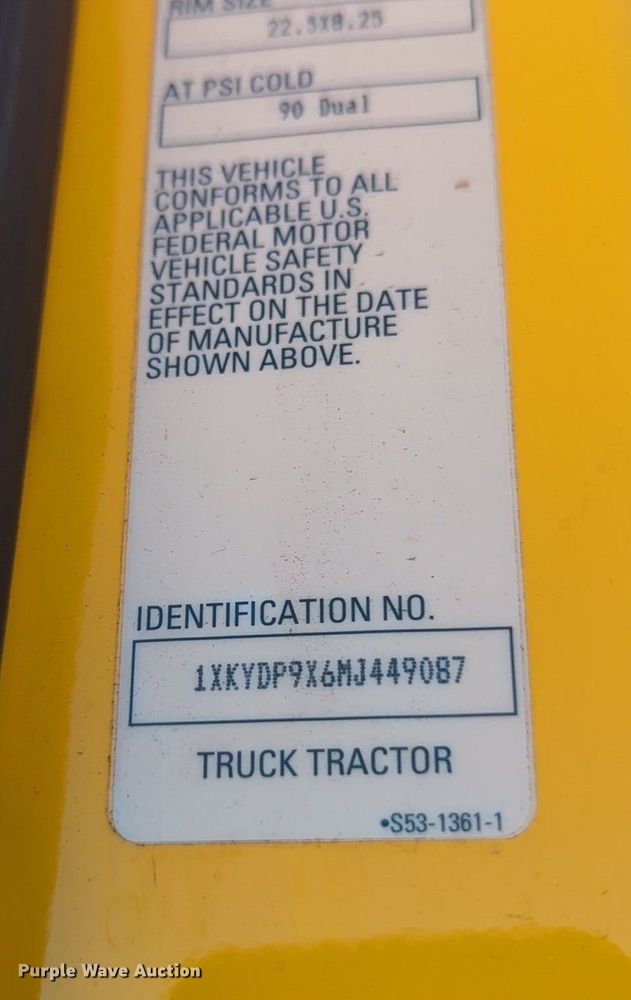 RIM SIZE
22.5X8.25
AT PSI COLD
90 Dual
THIS VEHICLE
CONFORMS TO ALL
APPLICABLE U.S.
FEDERAL MOTOR
VEHICLE SAFETY
STANDARDS IN
EFFECT ON THE DATE
OF MANUFACTURE
SHOWN ABOVE.
IDENTIFICATION NO.
1XKYDP9X6MJ449087
TRUCK TRACTOR
•S53-1361-1
Purple Wave Auction